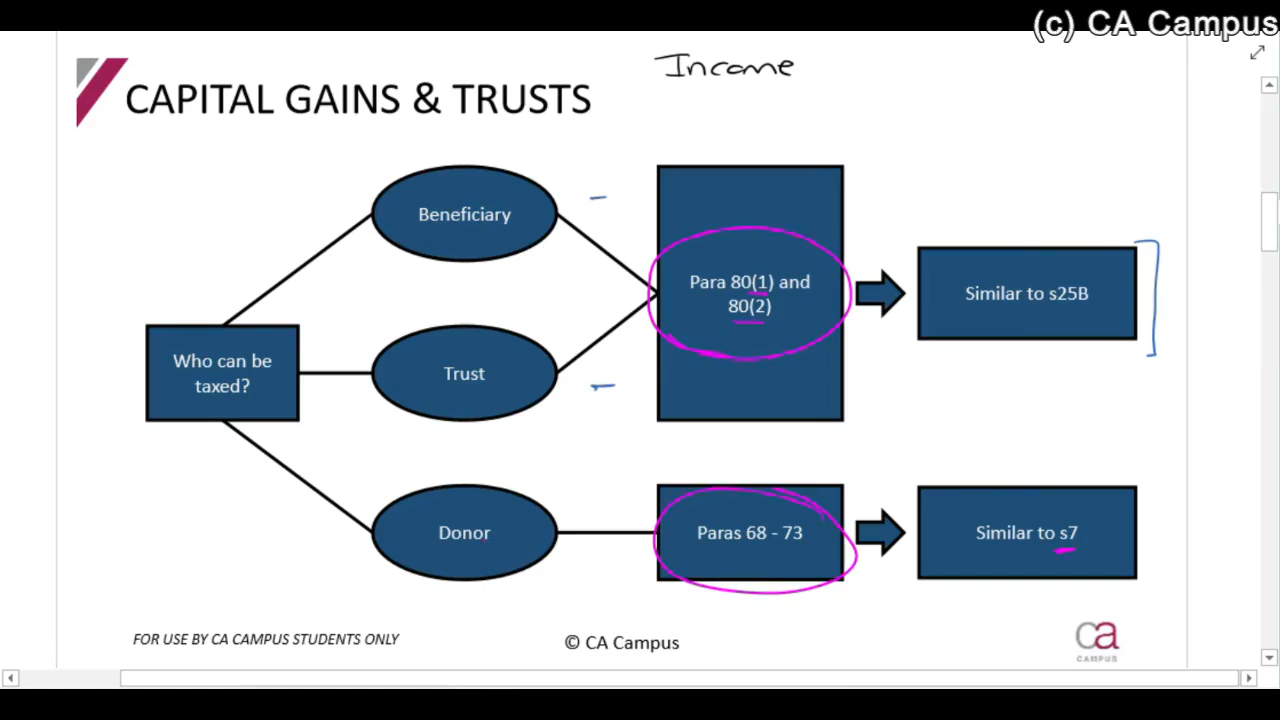 (c) CA Campus
Income
CAPITAL GAINS & TRUSTS
Beneficiary
Para 80(1) and
80(2)
Similar to s25B
Who can be
taxed?
Trust
Donor
Paras 68 - 73
Similar to s7
FOR USE BY CA CAMPUS STUDENTS ONLY
© CA Campus
ca
CAMPUS